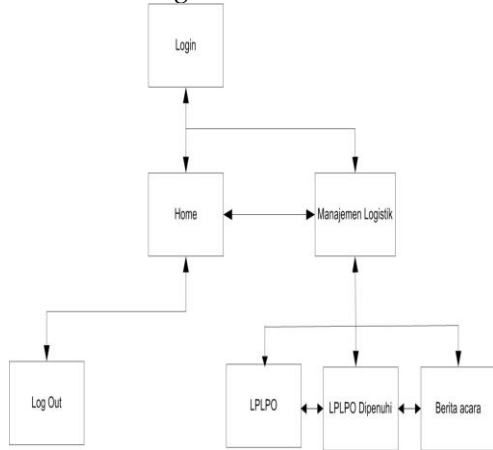 Login
Home
Manajemen Logistik
Log Out
LPLPO
LPLPO Dipenuhi
Berita acara